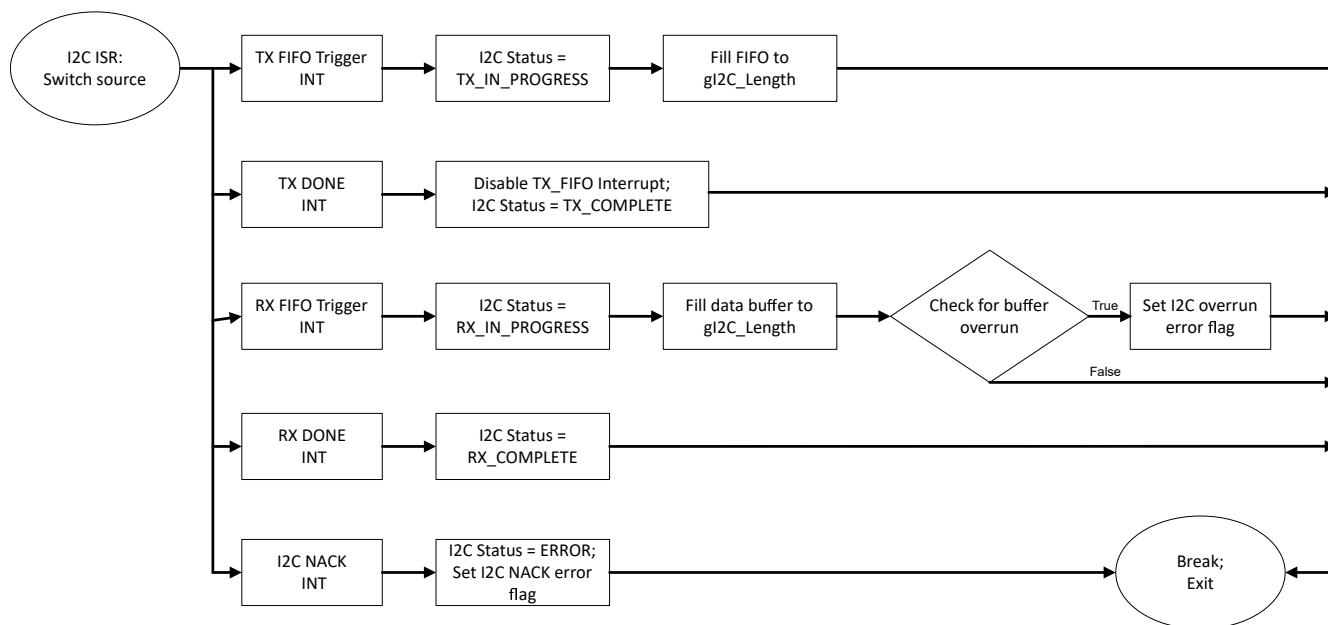 I2C ISR:
Switch source
TX FIFO Trigger
INT
I2C Status =
TX_IN_PROGRESS
Fill FIFO to
gI2C_Length
TX DONE
INT
Disable TX_FIFO Interrupt;
I2C Status = TX_COMPLETE
RX FIFO Trigger
INT
I2C Status =
RX_IN_PROGRESS
Fill data buffer to
gI2C_Length
Check for buffer
overrun
True
Set I2C overrun
error flag
False
RX DONE
INT
I2C Status =
RX_COMPLETE
I2C NACK
INT
I2C Status = ERROR;
Set I2C NACK error
flag
Break;
Exit